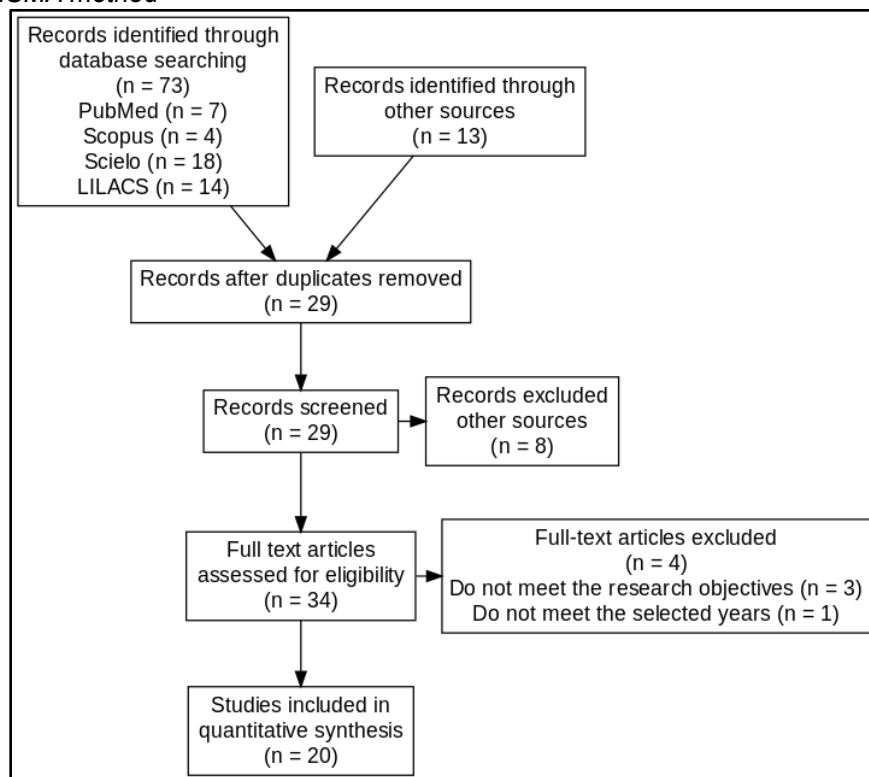 method
Records identified through
database searching
(n = 73)
PubMed (n = 7)
Scopus (n = 4)
Scielo (n = 18)
LILACS (n = 14)
Records identified through
other sources
(n = 13)
Records after duplicates removed
(n = 29)
Records screened
(n = 29)
Records excluded
other sources
(n = 8)
Full text articles
assessed for eligibility
(n = 34)
Full-text articles excluded
(n = 4)
Do not meet the research objectives (n = 3)
Do not meet the selected years (n = 1)
Studies included in
quantitative synthesis
(n = 20)